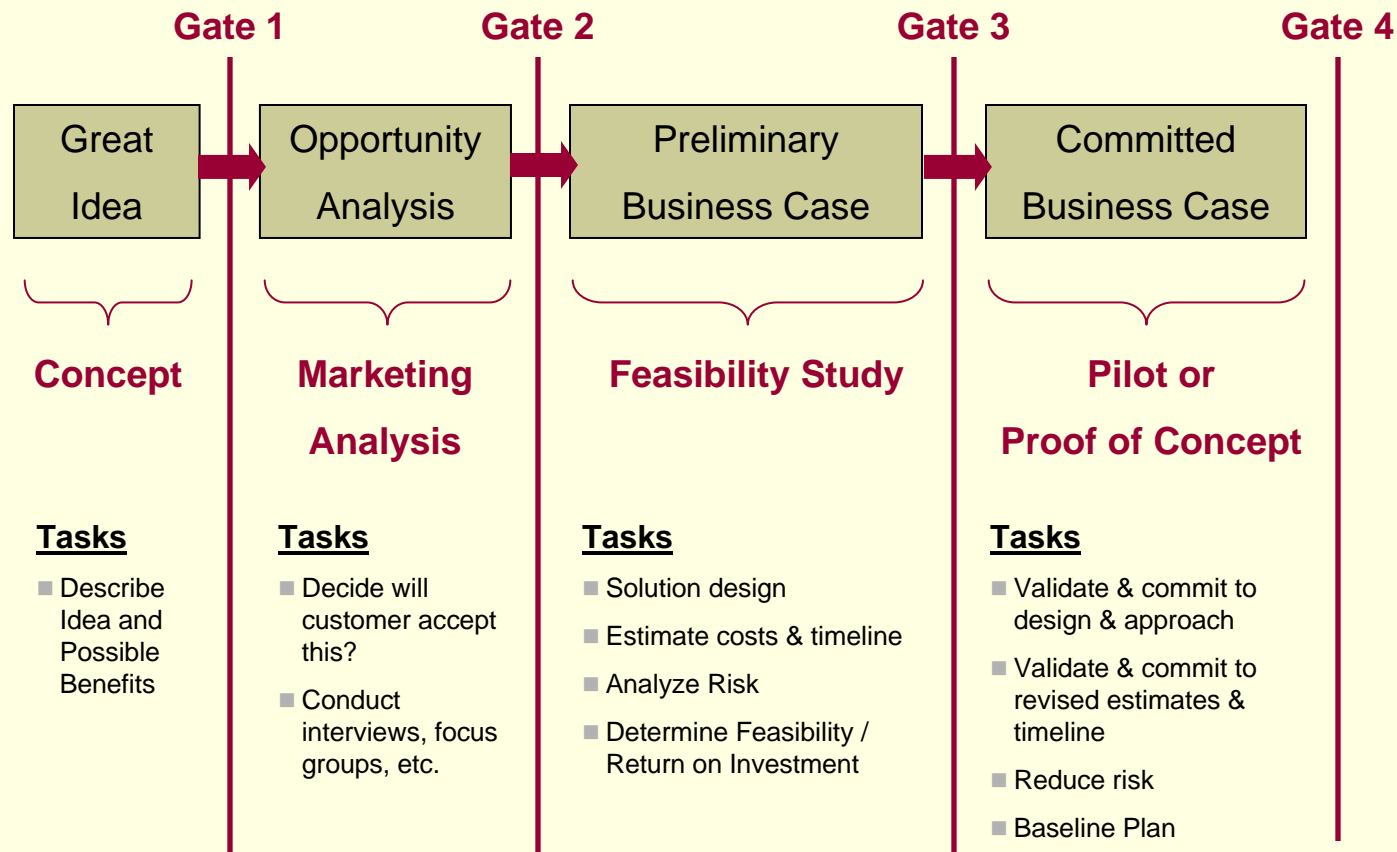 Gate 1
Gate 2
Gate 3
Gate 4
Great
Idea
Opportunity
Analysis
Preliminary
Business Case
Committed
Business Case
Concept
Marketing
Analysis
Feasibility Study
Pilot or
Proof of Concept
Tasks
Describe
Idea and
Possible
Benefits
Tasks
Decide will
customer accept
this?
Conduct
interviews, focus
groups, etc.
Tasks
Solution design
Estimate costs & timeline
Analyze Risk
Determine Feasibility /
Return on Investment
Tasks
Validate & commit to
design & approach
Validate & commit to
revised estimates &
timeline
Reduce risk
Baseline Plan